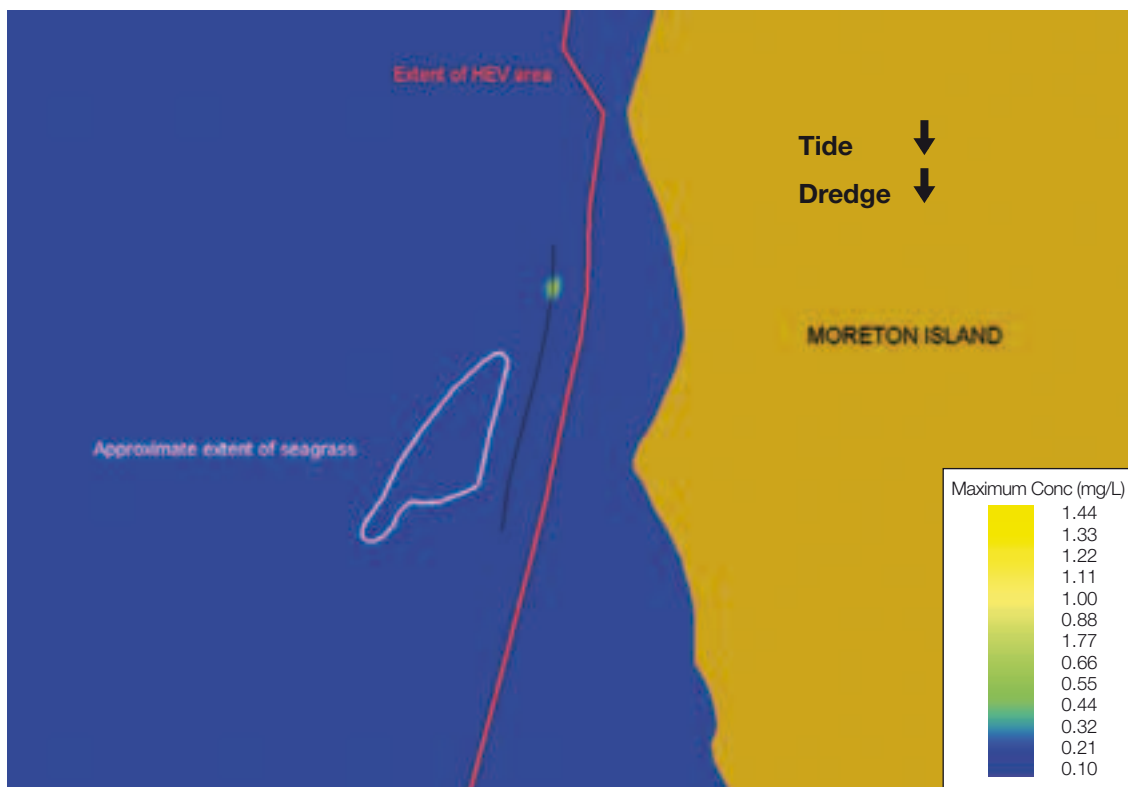 Extent of HEV area
Tide
Dredge
MORETON ISLAND
Approximate extent of seagrass
Maximum Conc (mg/L)
1.44
1.33
1.22
1.11
1.00
0.88
1.77
0.66
0.55
0.44
0.32
0.21
0.10